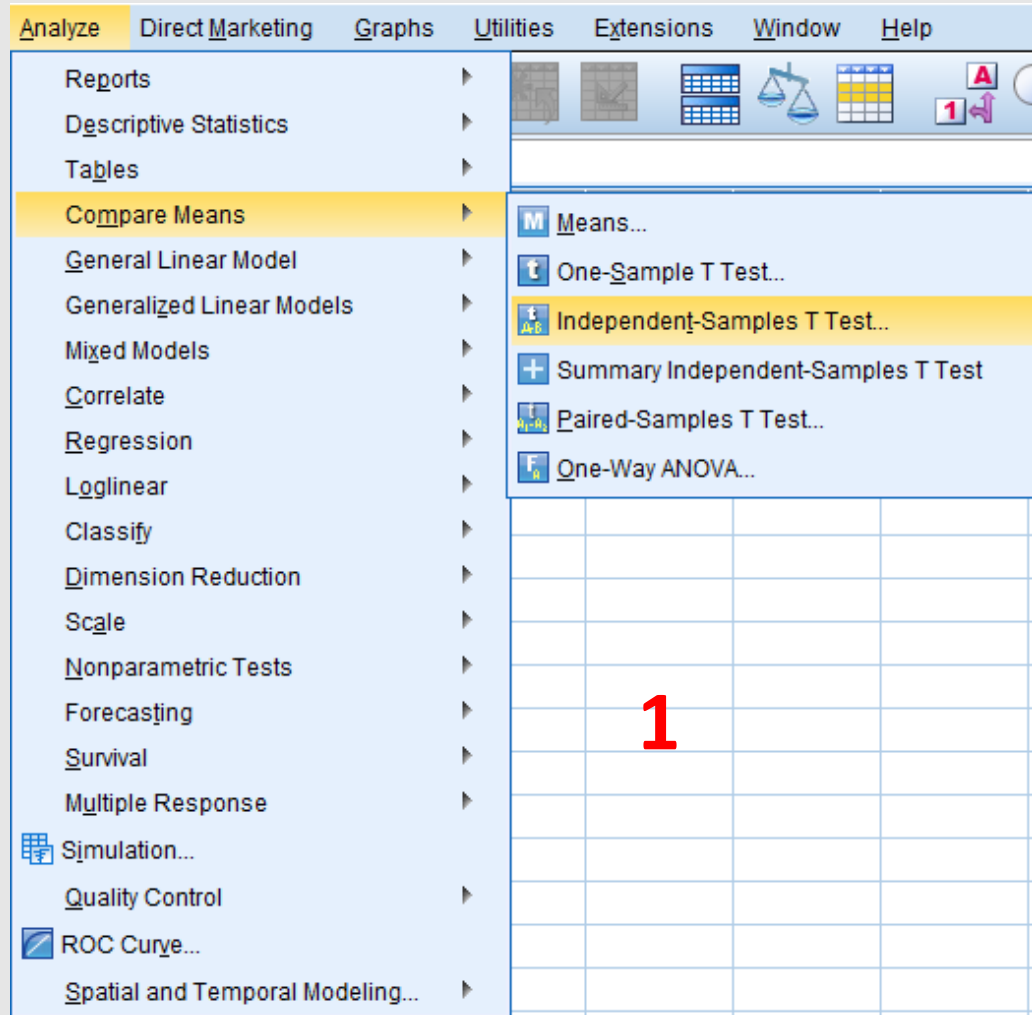 Analyze Direct Marketing Graphs Utilities Extensions Window Help
Reports
Descriptive Statistics
Tables
Compare Means
General Linear Model
Generalized Linear Models
Mixed Models
Correlate
Regression
Loglinear
Classify
Dimension Reduction
Scale
Nonparametric Tests
Forecasting
Survival
Multiple Response
Simulation...
Quality Control
ROC Curve...
Spatial and Temporal Modeling...
A
1
M Means...
t One-Sample T Test...
t A-B Independent-Samples T Test...
Summary Independent-Samples T Test
t A1-A2 Paired-Samples T Test...
F A One-Way ANOVA...
1